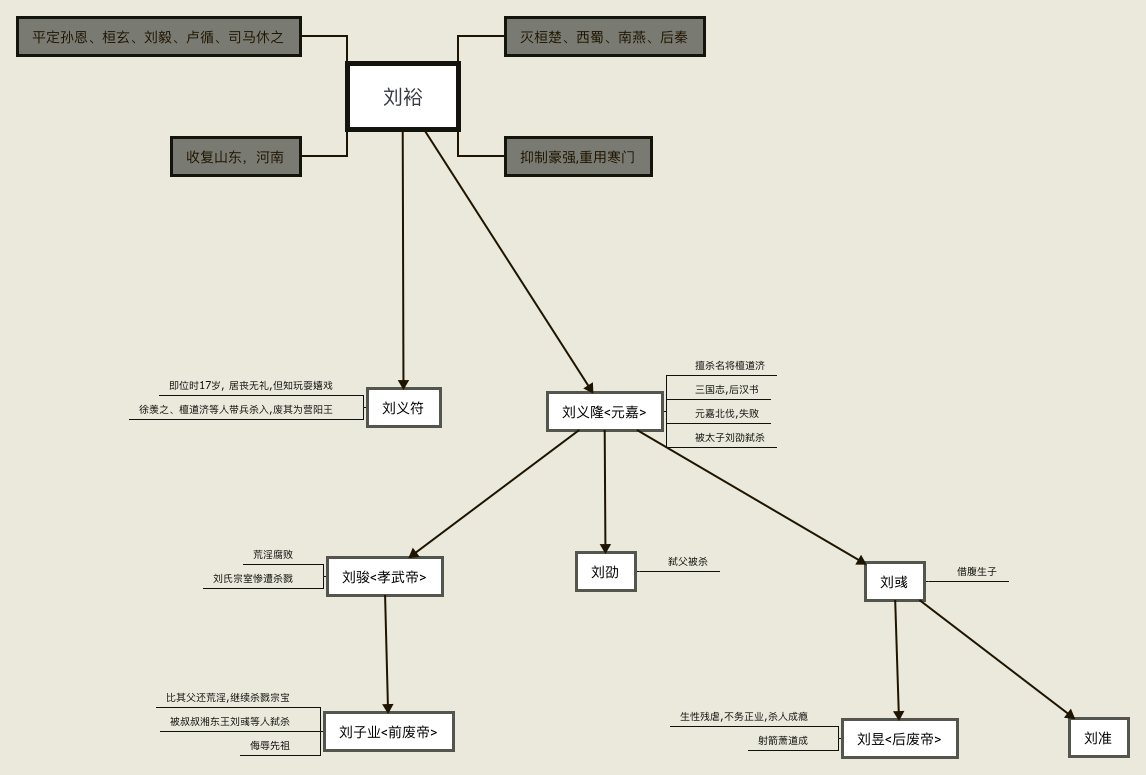 平定孙恩、桓玄、刘毅、卢循、司马休之
灭桓楚、西蜀、南燕、后秦
刘裕
收复山东，河南
抑制豪强,重用寒门
即位时17岁，居丧无礼,但知玩耍嬉戏
徐羡之、檀道济等人带兵杀入,废其为营阳王
刘义符
刘义隆<元嘉>
擅杀名将檀道济
三国志,后汉书
元嘉北伐,失败
被太子刘劭弑杀
荒淫腐败
刘氏宗室惨遭杀戮
刘骏<孝武帝>
刘劭
弑父被杀
刘彧
借腹生子
比其父还荒淫,继续杀戮宗室
被叔叔湘东王刘彧等人弑杀
侮辱先祖
刘子业<前废帝>
生性残虐,不务正业,杀人成瘾
射箭萧道成
刘昱<后废帝>
刘准